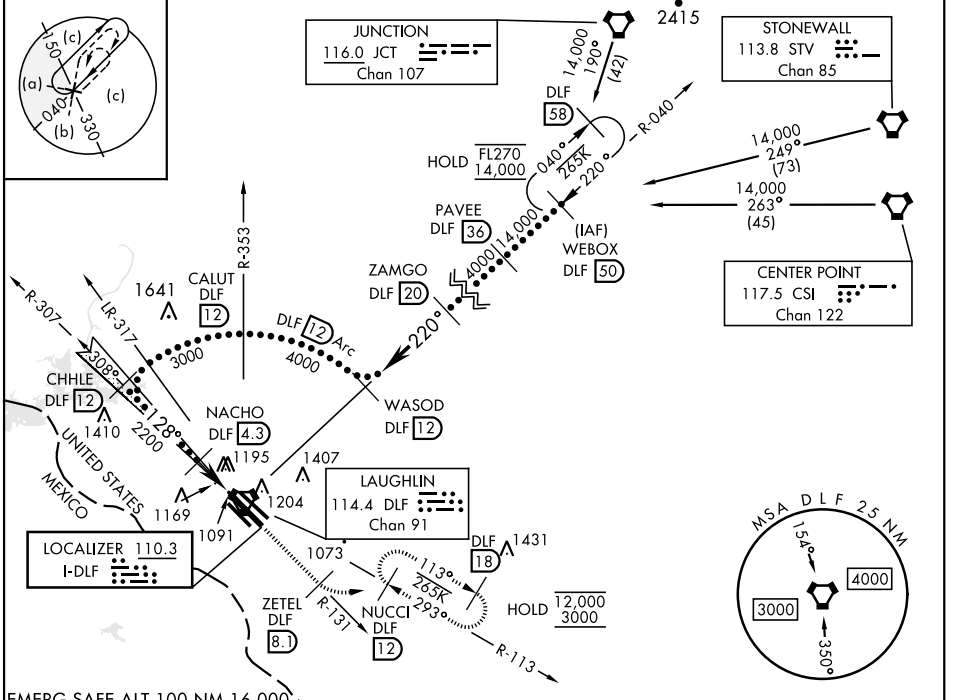 150
(c)
(a)
(c)
040
(b)
330
JUNCTION
116.0 JCT
Chan 107
2415
STONEWALL
113.8 STV
Chan 85
14,000
190°
(42)
DLF
58
R-040
HOLD
FL270
14,000
040°
265K
220°
14,000
249°
(73)
14,000
263°
(45)
PAVEE
DLF 36
4000
14,000
(IAF)
WEBOX
DLF 50
ZAMGO
DLF 20
220°
CENTER POINT
117.5 CSI
Chan 122
R-353
CALUT
DLF
12
1641
R-307
LR-317
DLF 12 Arc
3000
4000
308°
CHHLE
DLF 12
1410
128°
2200
NACHO
DLF 4.3
WASOD
DLF 12
1195
1407
1204
1169
1091
UNITED STATES
MEXICO
LAUGHLIN
114.4 DLF
Chan 91
LOCALIZER 110.3
I-DLF
1073
DLF
18
1431
113°
265K
293°
HOLD
12,000
3000
ZETEL
DLF
8.1
R-131
NUCCI
DLF
12
R-113
MSA DLF 25 NM
154°
4000
3000
350°
EMERG SAFE ALT 100 NM 16,000